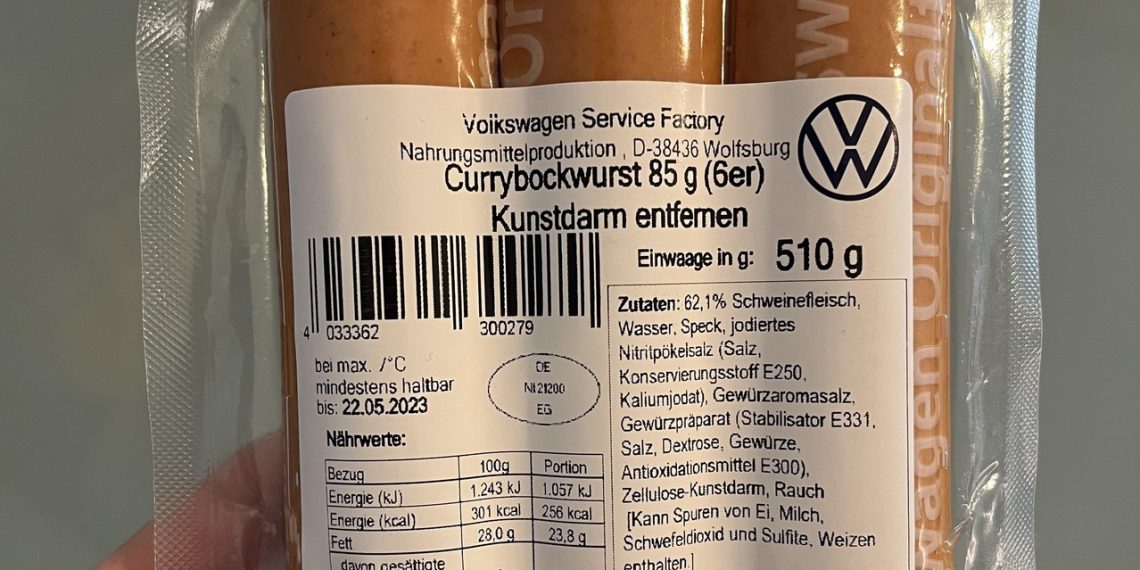 Volkswagen Service Factory
Nahrungsmittelproduktion , D-38436 Wolfsburg
Currybockwurst 85 g (6er)
Kunstdarm entfernen
Einwaage in g: 510 g
4 033362 300279
bei max. 7°C
mindestens haltbar
bis: 22.05.2023
DE
NI 21200
EG
Nährwerte:
Bezug 100g Portion
Energie (kJ) 1.243 kJ 1.057 kJ
Energie (kcal) 301 kcal 256 kcal
Fett 28,0 g 23,8 g
davon gesättigte
Zutaten: 62,1% Schweinefleisch,
Wasser, Speck, jodiertes
Nitritpökelsalz (Salz,
Konservierungsstoff E250,
Kaliumjodat), Gewürzaromasalz,
Gewürzpräparat (Stabilisator E331,
Salz, Dextrose, Gewürze,
Antioxidationsmittel E300),
Zellulose-Kunstdarm, Rauch
[Kann Spuren von Ei, Milch,
Schwefeldioxid und Sulfite, Weizen
enthalten.]
wagen Original